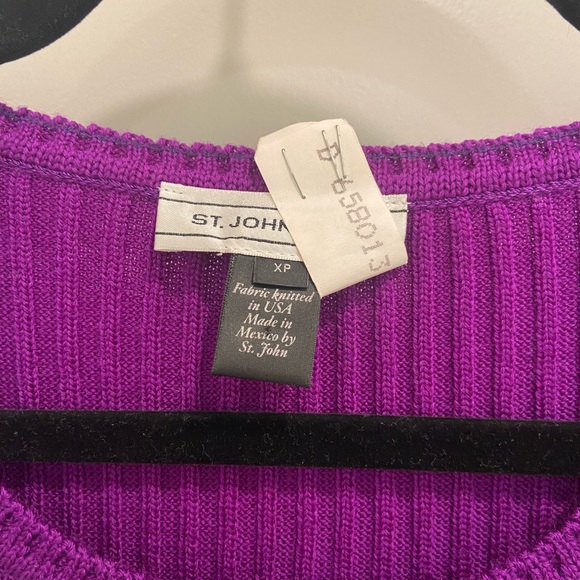 ST. JOHN
XP
Fabric knitted
in USA
Made in
Mexico by
St. John
658013